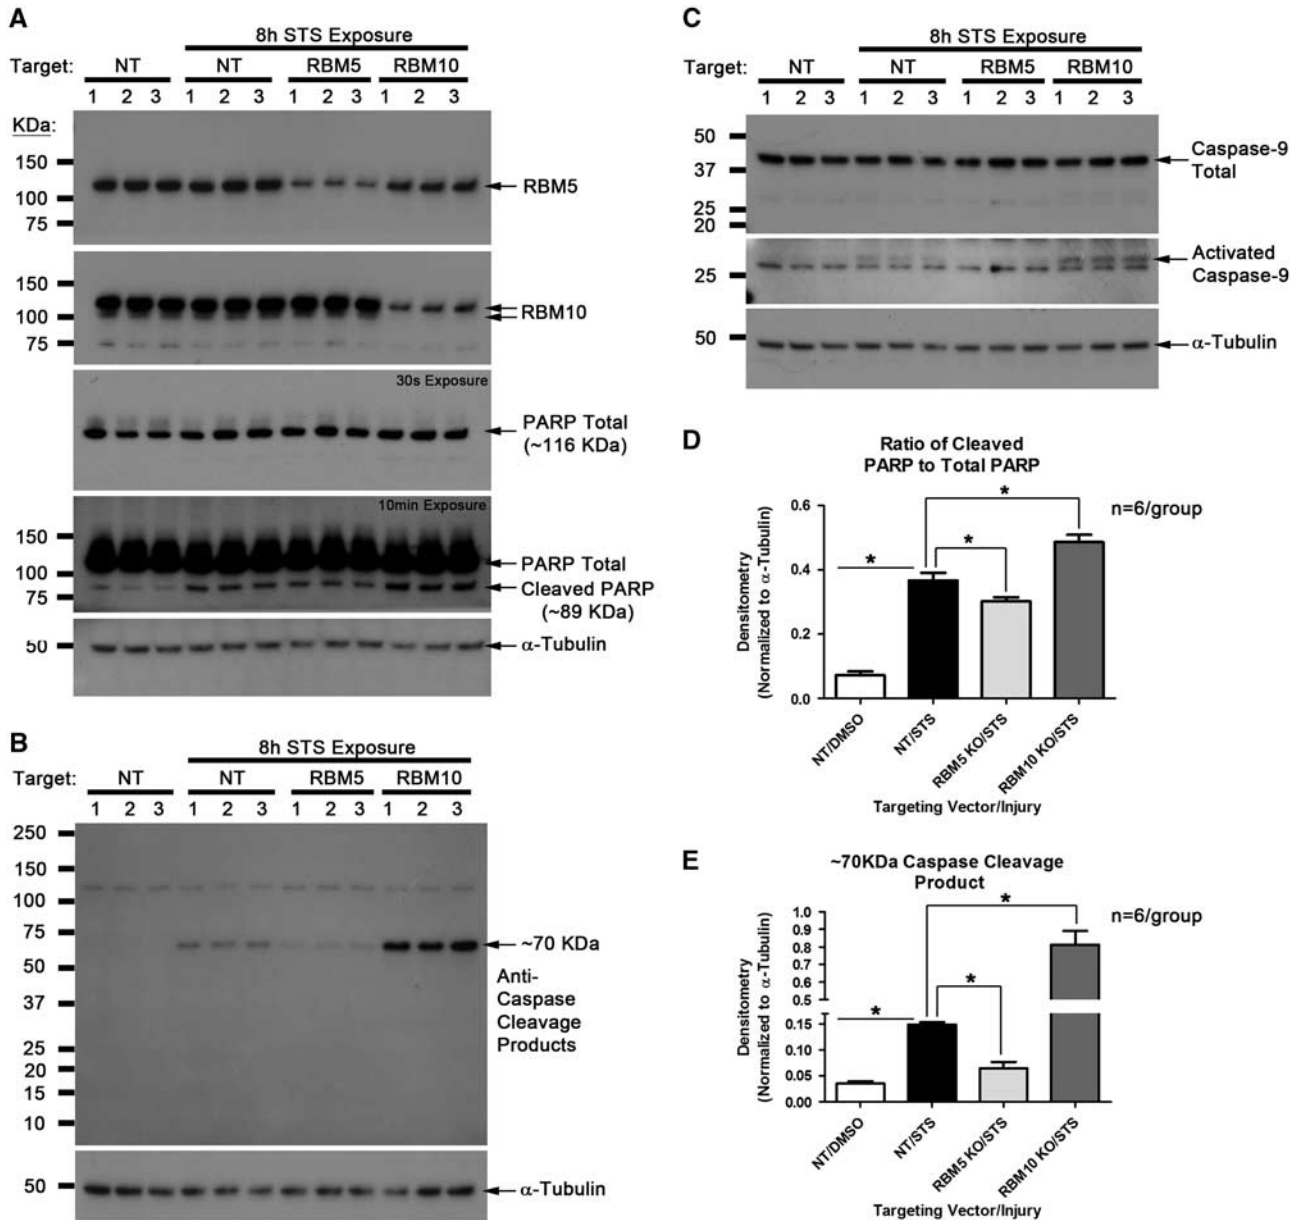 A
8h STS Exposure
Target: NT NT RBM5 RBM10
1 2 3 1 2 3 1 2 3 1 2 3
KDa:
150
100
75
RBM5
150
100
75
RBM10
30s Exposure
PARP Total
(~116 KDa)
10min Exposure
150
100
75
PARP Total
Cleaved PARP
(~89 KDa)
50
α-Tubulin
B
8h STS Exposure
Target: NT NT RBM5 RBM10
1 2 3 1 2 3 1 2 3 1 2 3
250
150
100
75
50
37
25
20
15
10
~70 KDa
Anti-
Caspase
Cleavage
Products
50
α-Tubulin
C
8h STS Exposure
Target: NT NT RBM5 RBM10
1 2 3 1 2 3 1 2 3 1 2 3
50
37
25
20
Caspase-9
Total
25
Activated
Caspase-9
50
α-Tubulin
D
Ratio of Cleaved
PARP to Total PARP
n=6/group
Densitometry
(Normalized to α-Tubulin)
0.6
0.4
0.2
0.0
* * *
NT/DMSO
NT/STS
RBM5 KO/STS
RBM10 KO/STS
Targeting Vector/Injury
E
~70KDa Caspase Cleavage
Product
n=6/group
Densitometry
(Normalized to α-Tubulin)
1.0
0.9
0.8
0.7
0.6
0.5
0.15
0.10
0.05
0.00
* * *
NT/DMSO
NT/STS
RBM5 KO/STS
RBM10 KO/STS
Targeting Vector/Injury